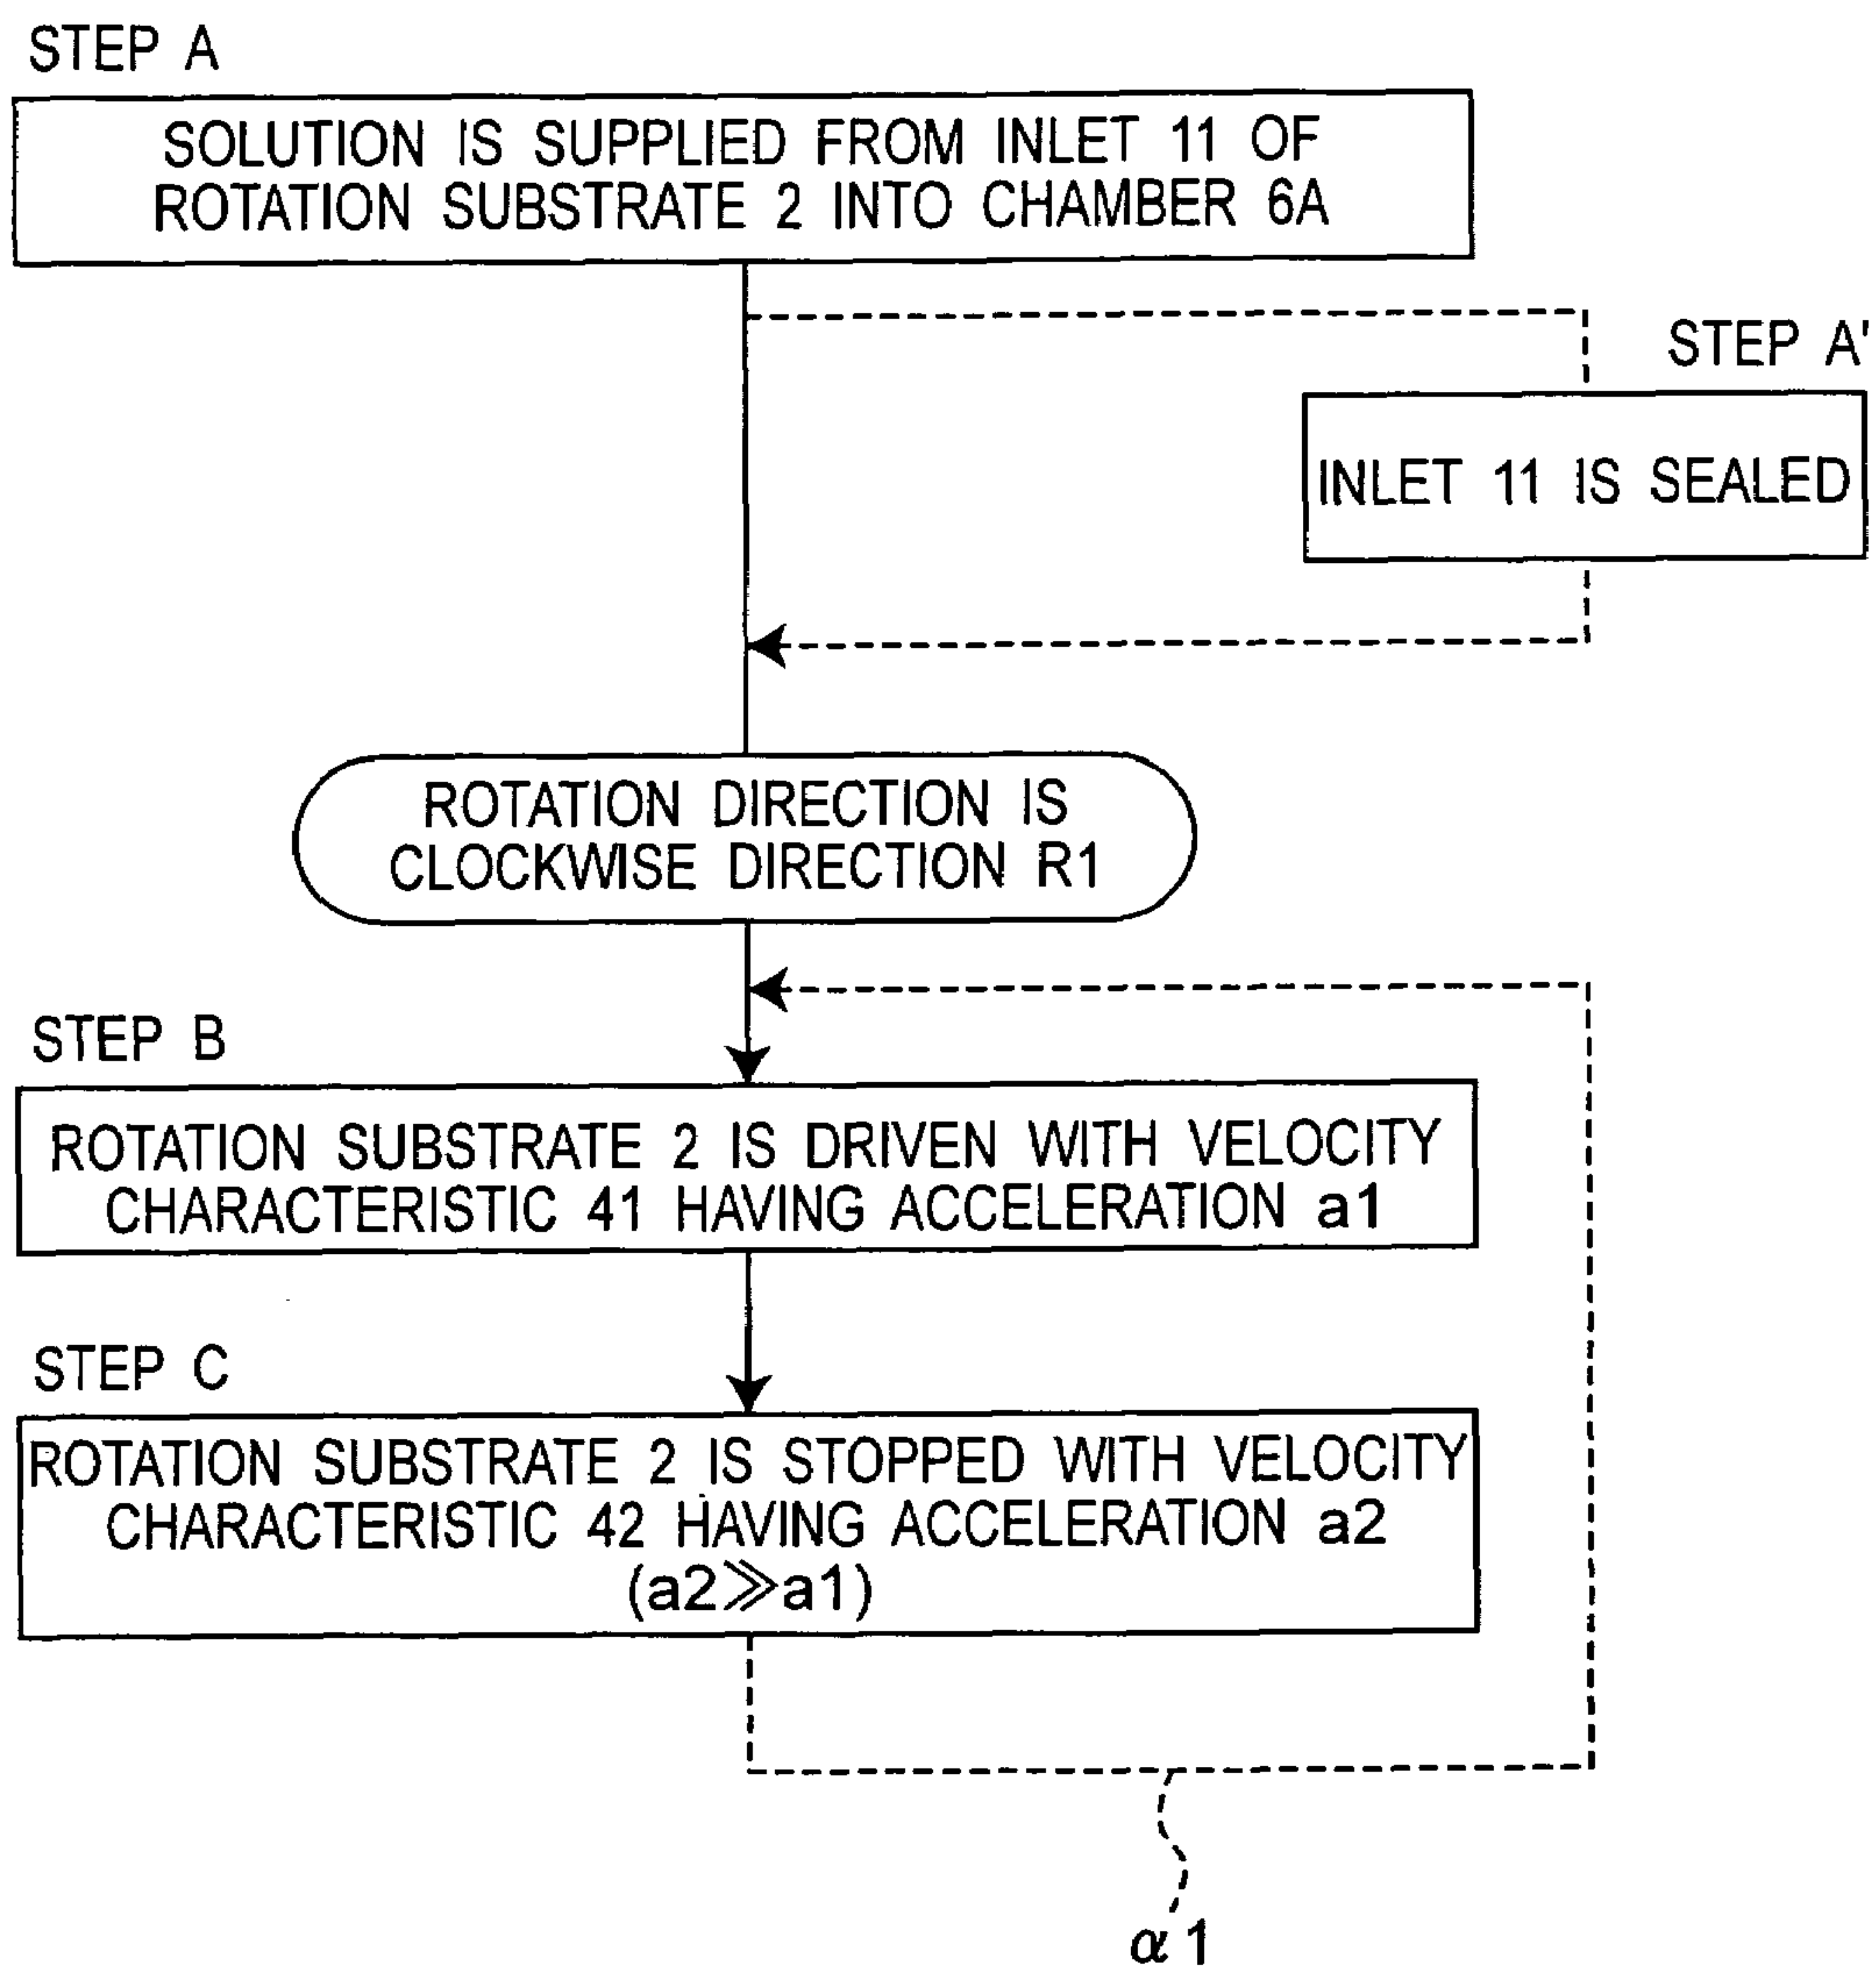 STEP A
SOLUTION IS SUPPLIED FROM INLET 11 OF
ROTATION SUBSTRATE 2 INTO CHAMBER 6A
STEP A'
INLET 11 IS SEALED
ROTATION DIRECTION IS
CLOCKWISE DIRECTION R1
STEP B
ROTATION SUBSTRATE 2 IS DRIVEN WITH VELOCITY
CHARACTERISTIC 41 HAVING ACCELERATION a1
STEP C
ROTATION SUBSTRATE 2 IS STOPPED WITH VELOCITY
CHARACTERISTIC 42 HAVING ACCELERATION a2
(a2≫a1)
α1